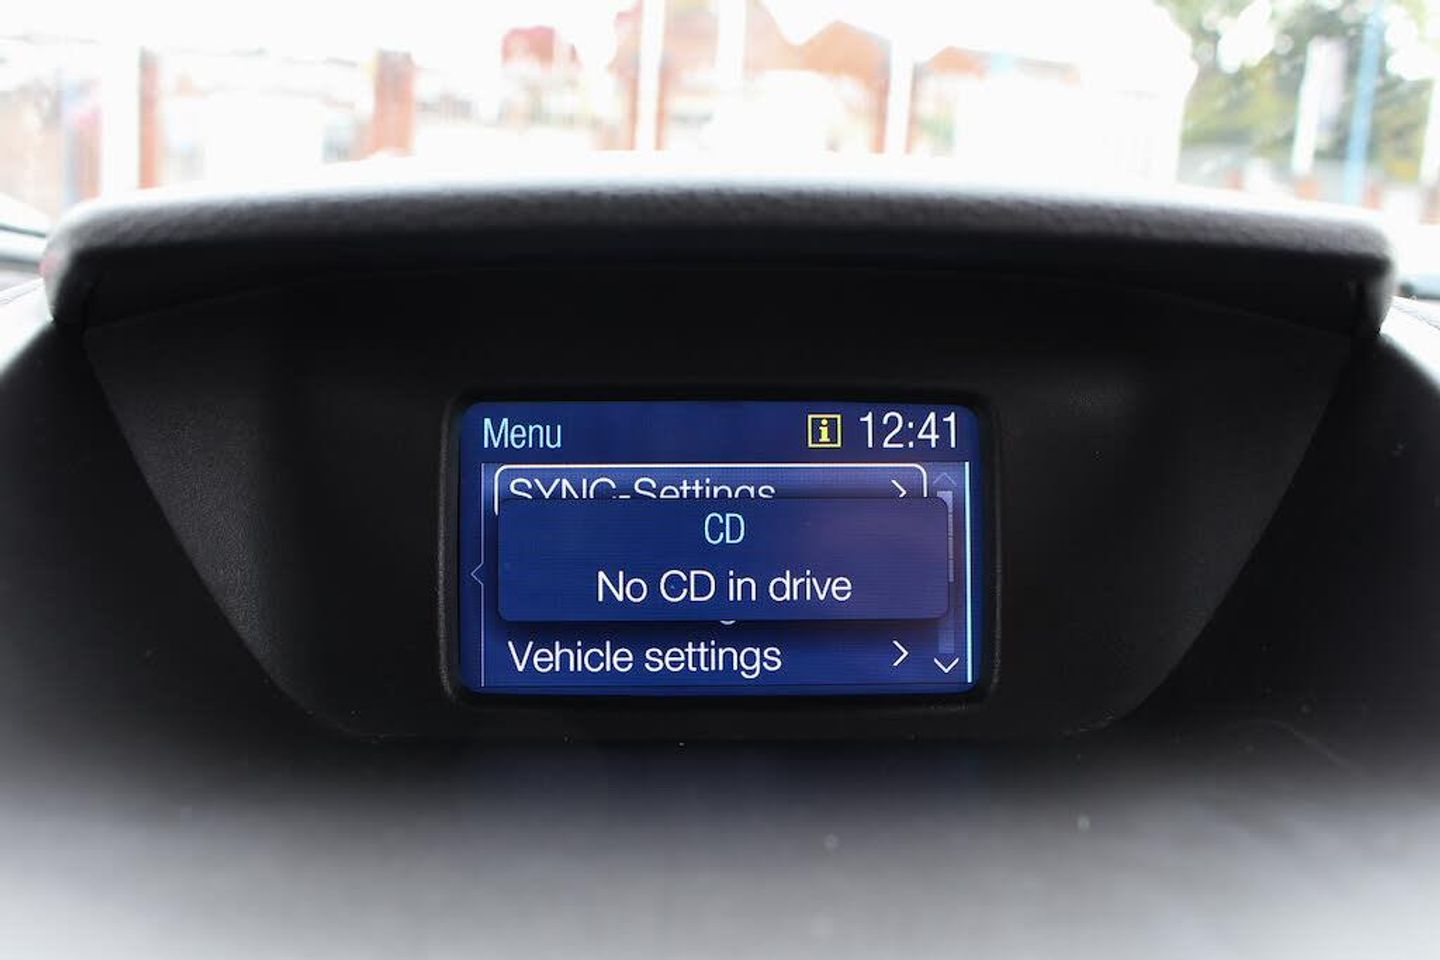 Menu i 12:41
SYNC-Settings
CD
No CD in drive
Vehicle settings